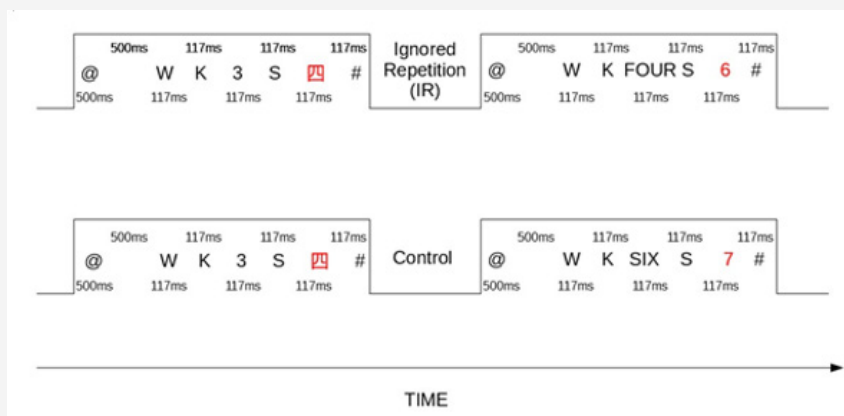 500ms 117ms 117ms 117ms Ignored 500ms 117ms 117ms 117ms
@ W K 3 S 四 # Repetition @ W K FOUR S 6 #
500ms 117ms 117ms 117ms (IR) 500ms 117ms 117ms 117ms
500ms 117ms 117ms 117ms 500ms 117ms 117ms 117ms
@ W K 3 S 四 # Control @ W K SIX S 7 #
500ms 117ms 117ms 117ms 500ms 117ms 117ms 117ms
TIME